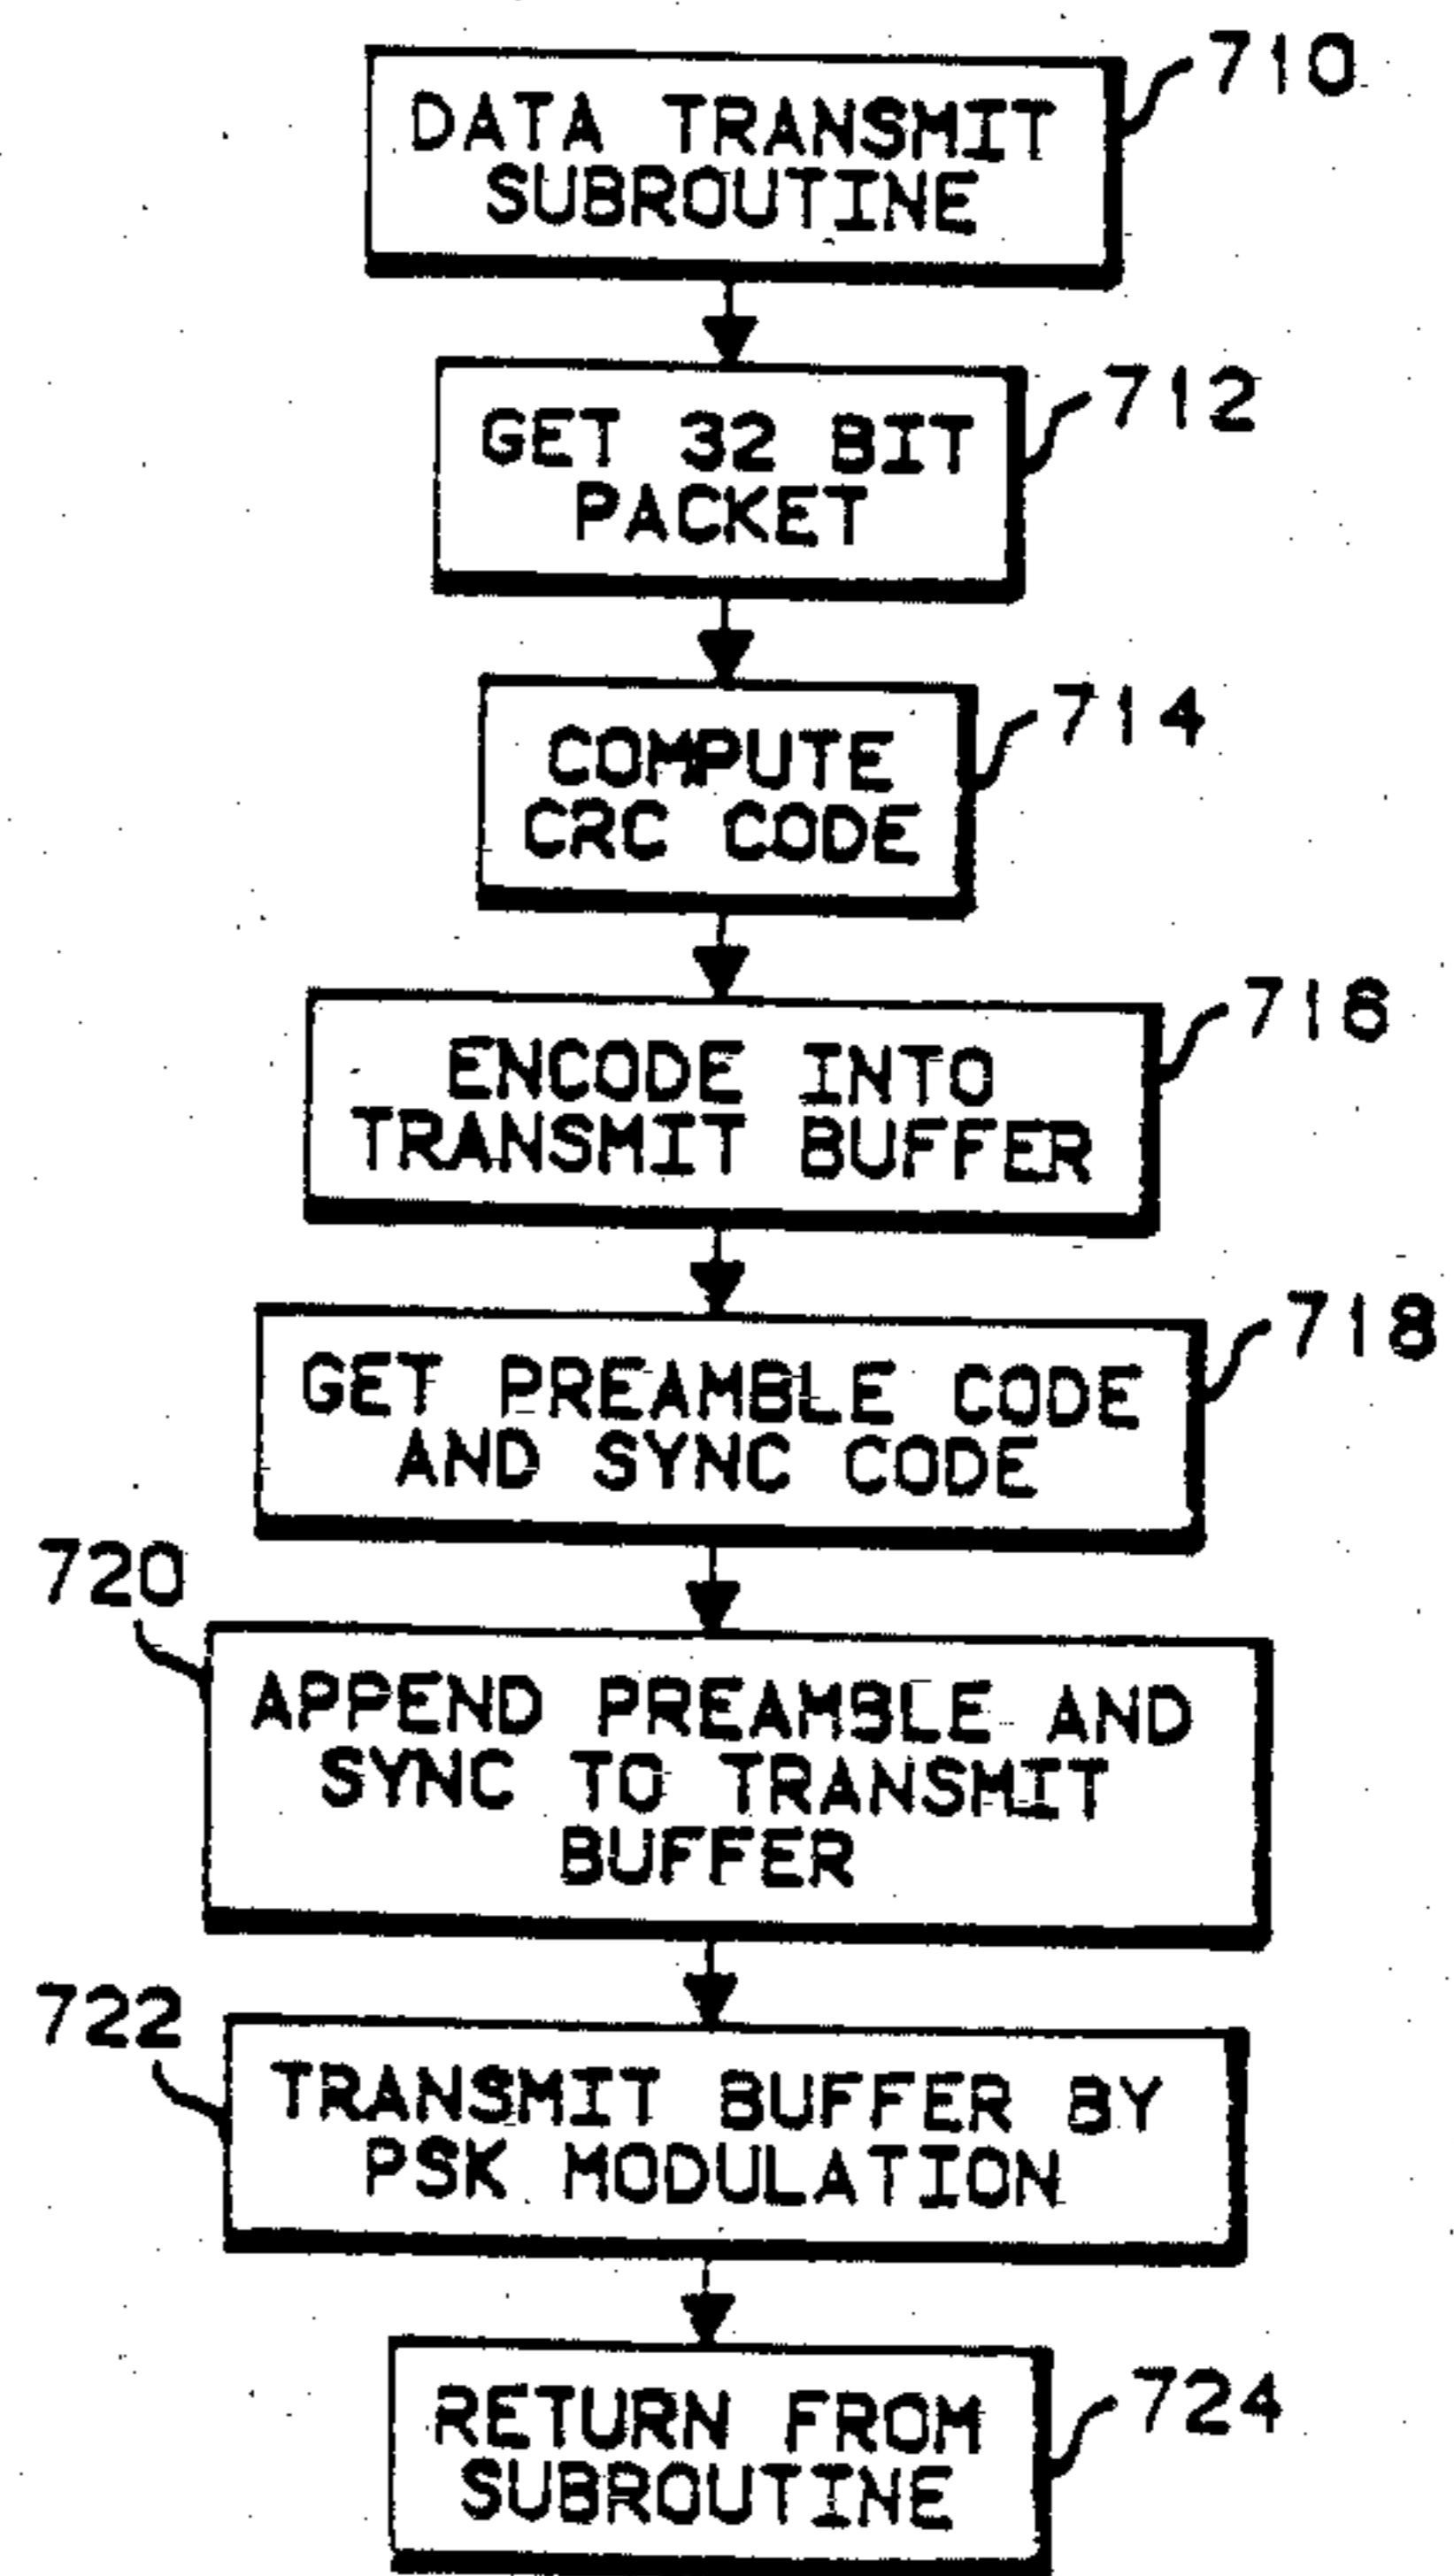 710
DATA TRANSMIT
SUBROUTINE
712
GET 32 BIT
PACKET
714
COMPUTE
CRC CODE
716
ENCODE INTO
TRANSMIT BUFFER
718
GET PREAMBLE CODE
AND SYNC CODE
720
APPEND PREAMBLE AND
SYNC TO TRANSMIT
BUFFER
722
TRANSMIT BUFFER BY
PSK MODULATION
724
RETURN FROM
SUBROUTINE